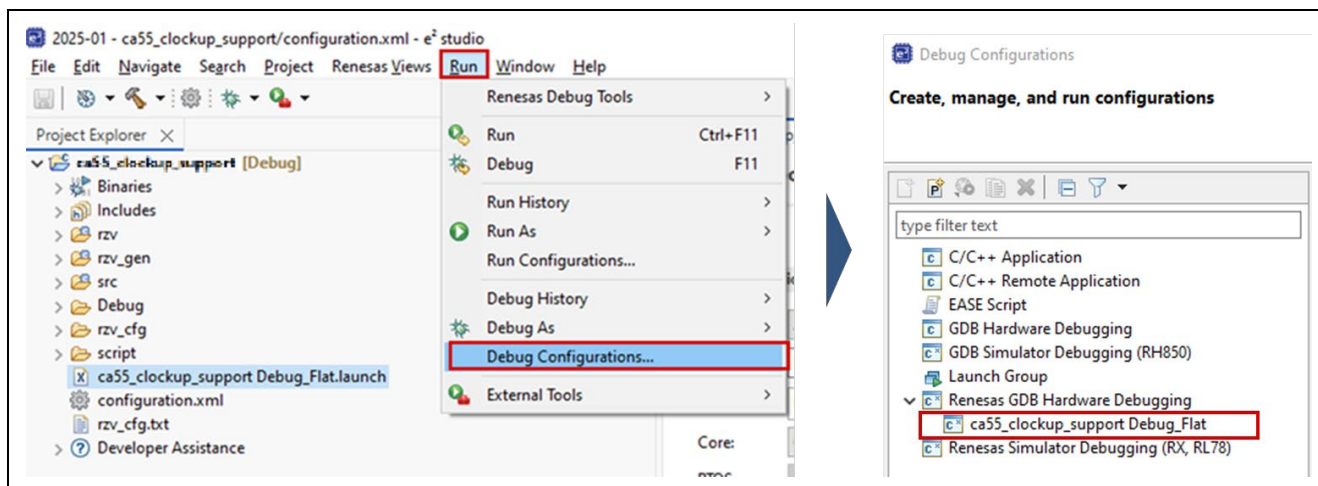 2025-01 - ca55_clockup_support/configuration.xml - e² studio
File Edit Navigate Search Project Renesas Views Run Window Help
Project Explorer
ca55_clockup_support [Debug]
Binaries
Includes
rzv
rzv_gen
src
Debug
rzv_cfg
script
ca55_clockup_support Debug_Flat.launch
configuration.xml
rzv_cfg.txt
Developer Assistance
Renesas Debug Tools
Run Ctrl+F11
Debug F11
Run History
Run As
Run Configurations...
Debug History
Debug As
Debug Configurations...
External Tools
Core:
Debug Configurations
Create, manage, and run configurations
type filter text
C/C++ Application
C/C++ Remote Application
EASE Script
GDB Hardware Debugging
GDB Simulator Debugging (RH850)
Launch Group
Renesas GDB Hardware Debugging
ca55_clockup_support Debug_Flat
Renesas Simulator Debugging (RX, RL78)